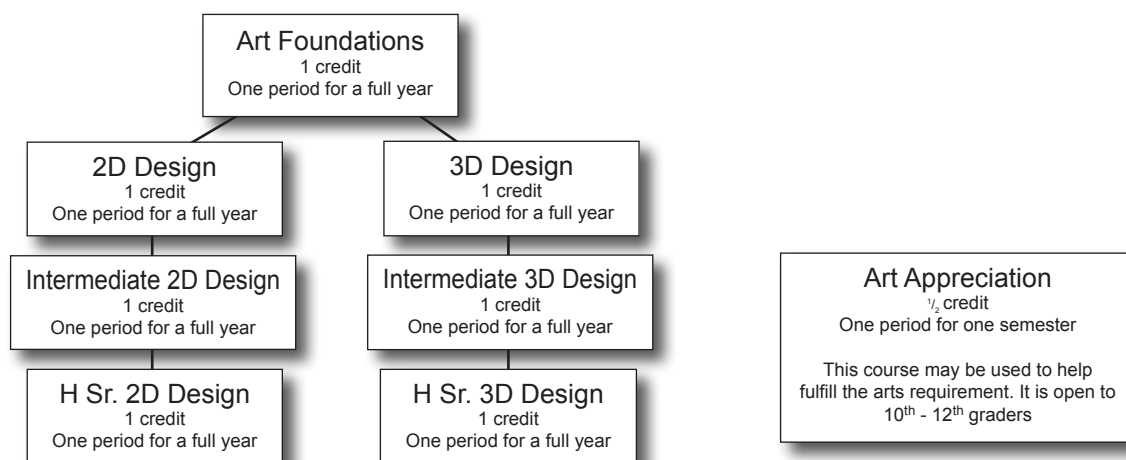 Art Foundations
1 credit
One period for a full year
2D Design
1 credit
One period for a full year
3D Design
1 credit
One period for a full year
Intermediate 2D Design
1 credit
One period for a full year
Intermediate 3D Design
1 credit
One period for a full year
H Sr. 2D Design
1 credit
One period for a full year
H Sr. 3D Design
1 credit
One period for a full year
Art Appreciation
1/2 credit
One period for one semester
This course may be used to help
fulfill the arts requirement. It is open to
10th - 12th graders